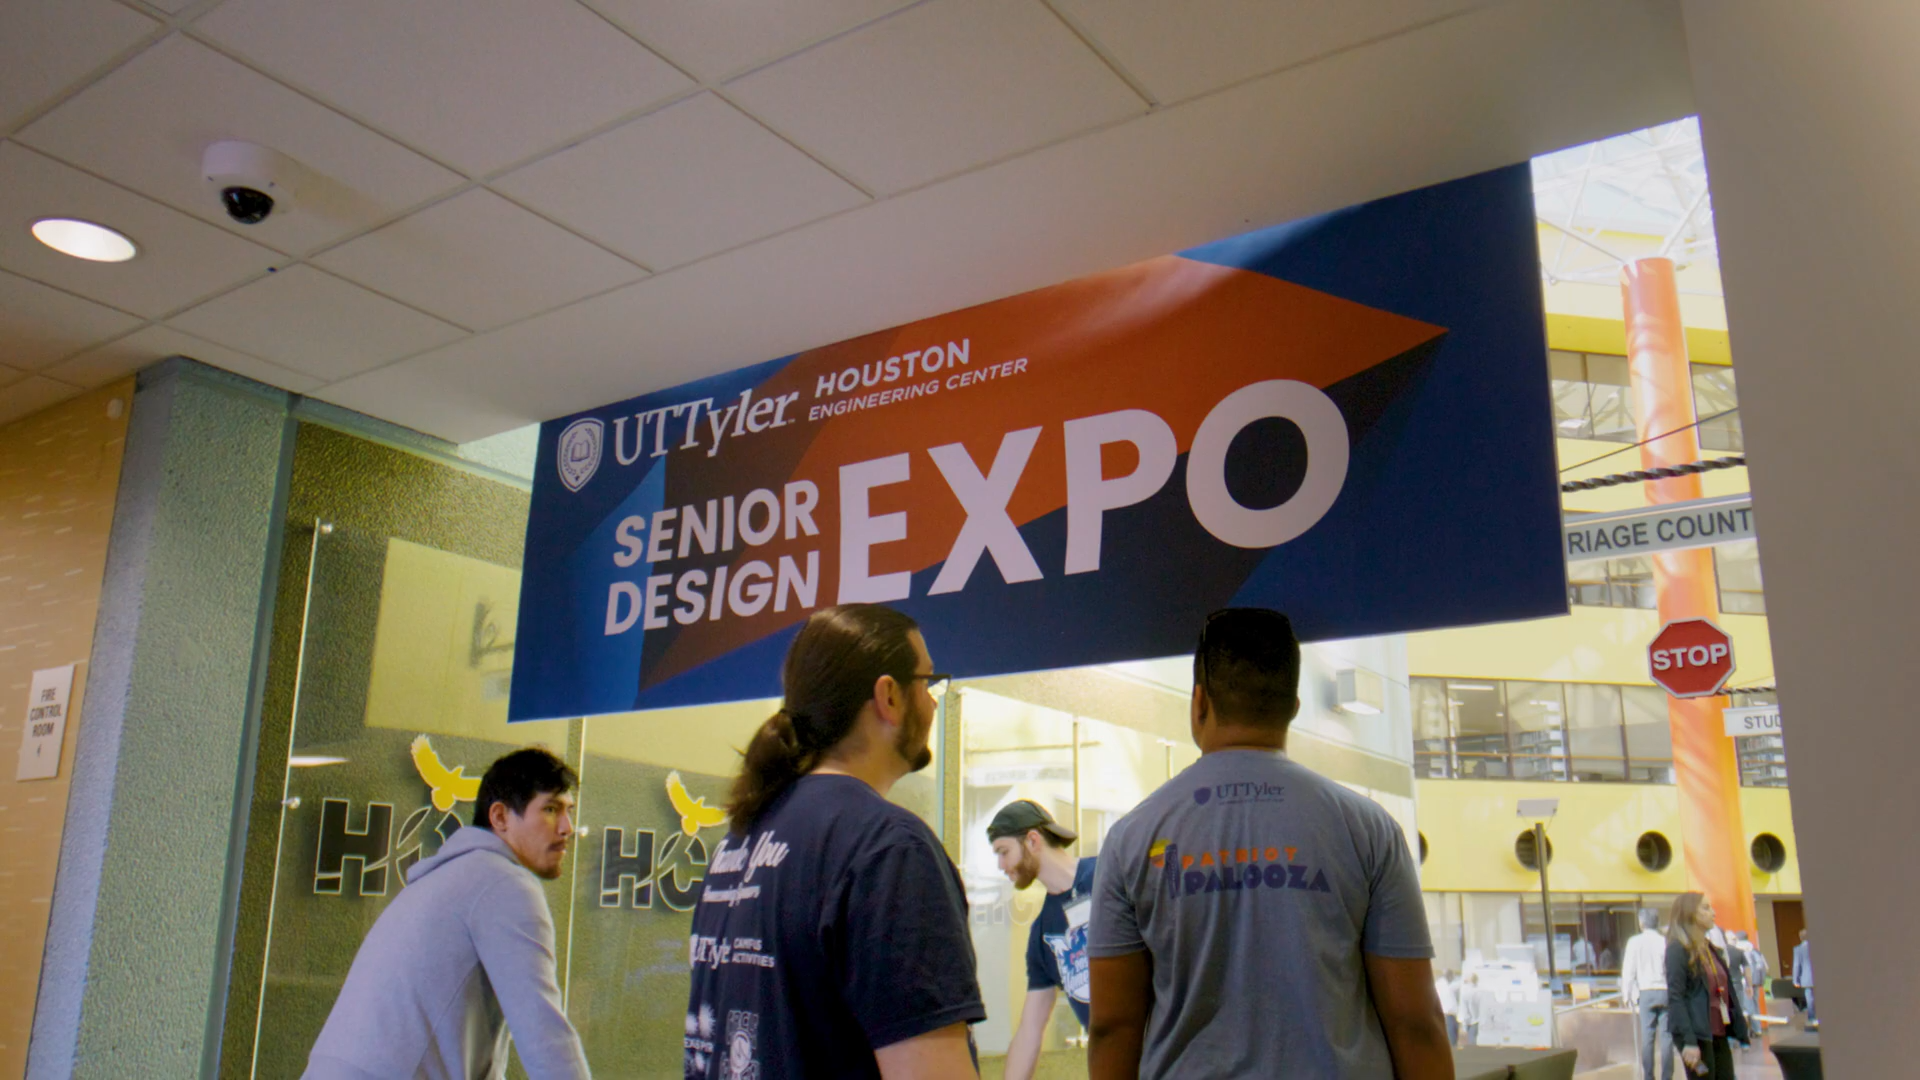 UTTyler
HOUSTON
ENGINEERING CENTER
SENIOR
DESIGN
EXPO
RIAGE COUNT
STOP
STUD
FIRE
CONTROL
ROOM
UTTyler
PATRIOT
PALOOZA
Thank You
UTTyler
CAMPUS
ACTIVITIES